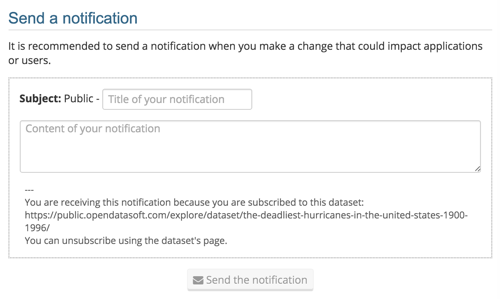 Send a notification
It is recommended to send a notification when you make a change that could impact applications
or users.
Subject: Public - Title of your notification
Content of your notification
---
You are receiving this notification because you are subscribed to this dataset:
https://public.opendatasoft.com/explore/dataset/the-deadliest-hurricanes-in-the-united-states-1900-
1996/
You can unsubscribe using the dataset's page.
Send the notification